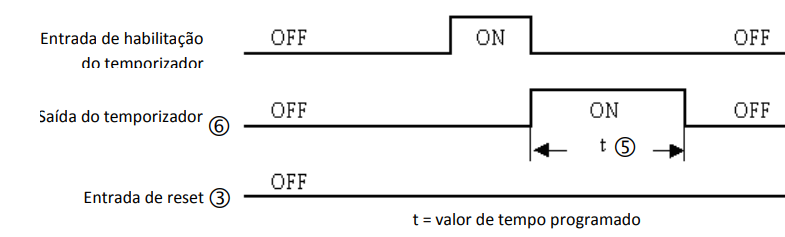 Entrada de habilitação OFF ON OFF
do temporizador
Saída do temporizador ⑥ OFF ON OFF
t ⑤
Entrada de reset ③ OFF
t = valor de tempo programado